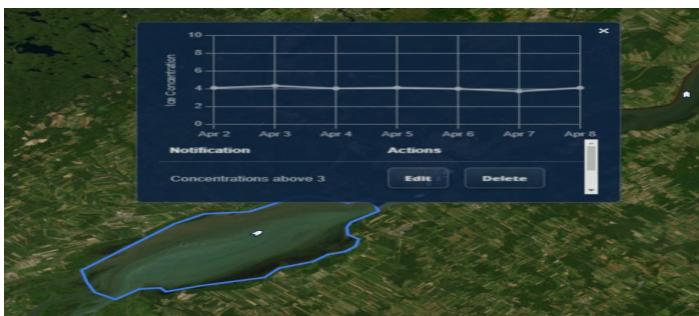 ×
10
8
6
4
2
0
Ice Concentration
Apr 2 Apr 3 Apr 4 Apr 5 Apr 6 Apr 7 Apr 8
Notification Actions
Concentrations above 3 Edit Delete